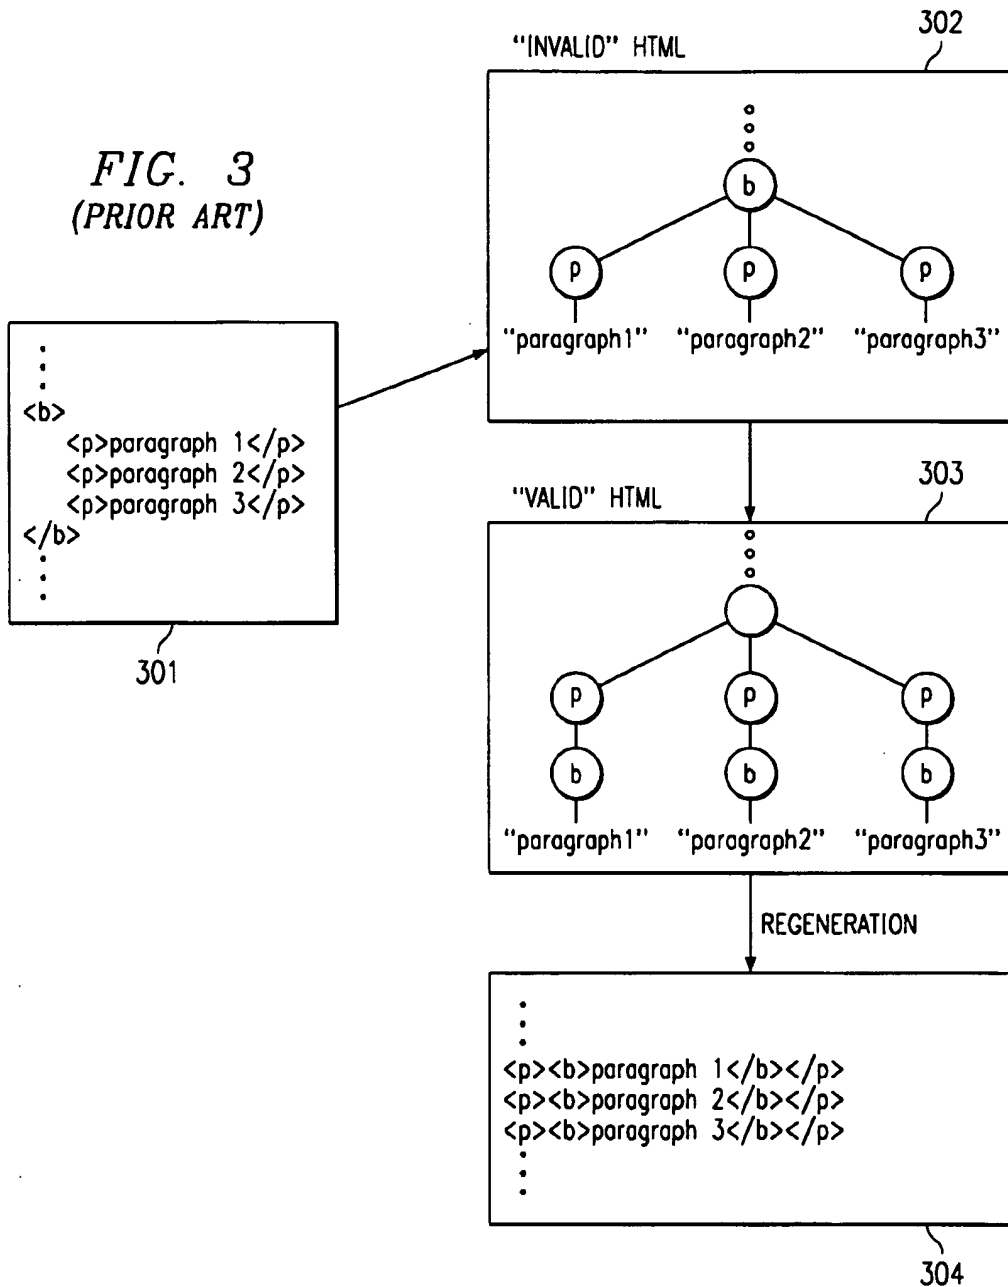 FIG. 3
(PRIOR ART)
"INVALID" HTML
302
b
p p p
"paragraph1" "paragraph2" "paragraph3"
<b>
<p>paragraph 1</p>
<p>paragraph 2</p>
<p>paragraph 3</p>
</b>
301
"VALID" HTML
303
p p p
b b b
"paragraph1" "paragraph2" "paragraph3"
REGENERATION
<p><b>paragraph 1</b></p>
<p><b>paragraph 2</b></p>
<p><b>paragraph 3</b></p>
304